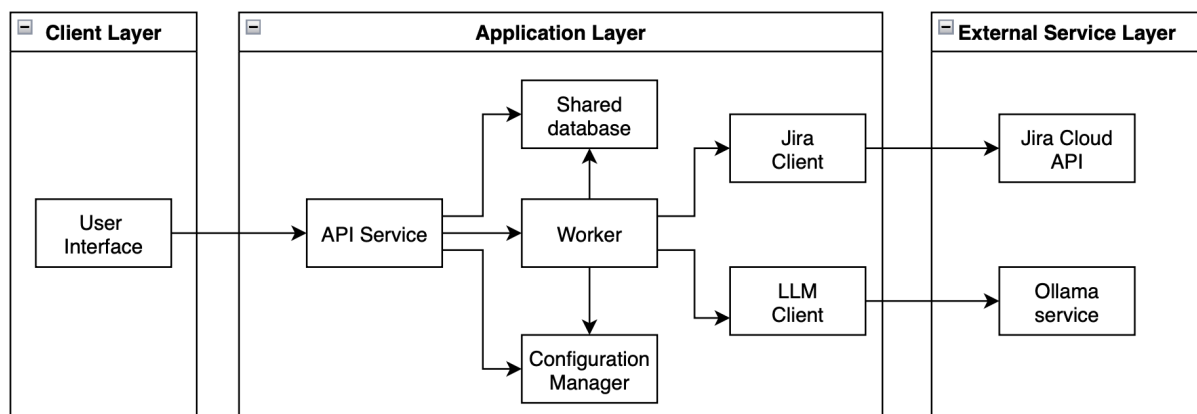 Client Layer
Application Layer
External Service Layer
Shared
database
Jira
Client
Jira Cloud
API
User
Interface
API Service
Worker
LLM
Client
Ollama
service
Configuration
Manager